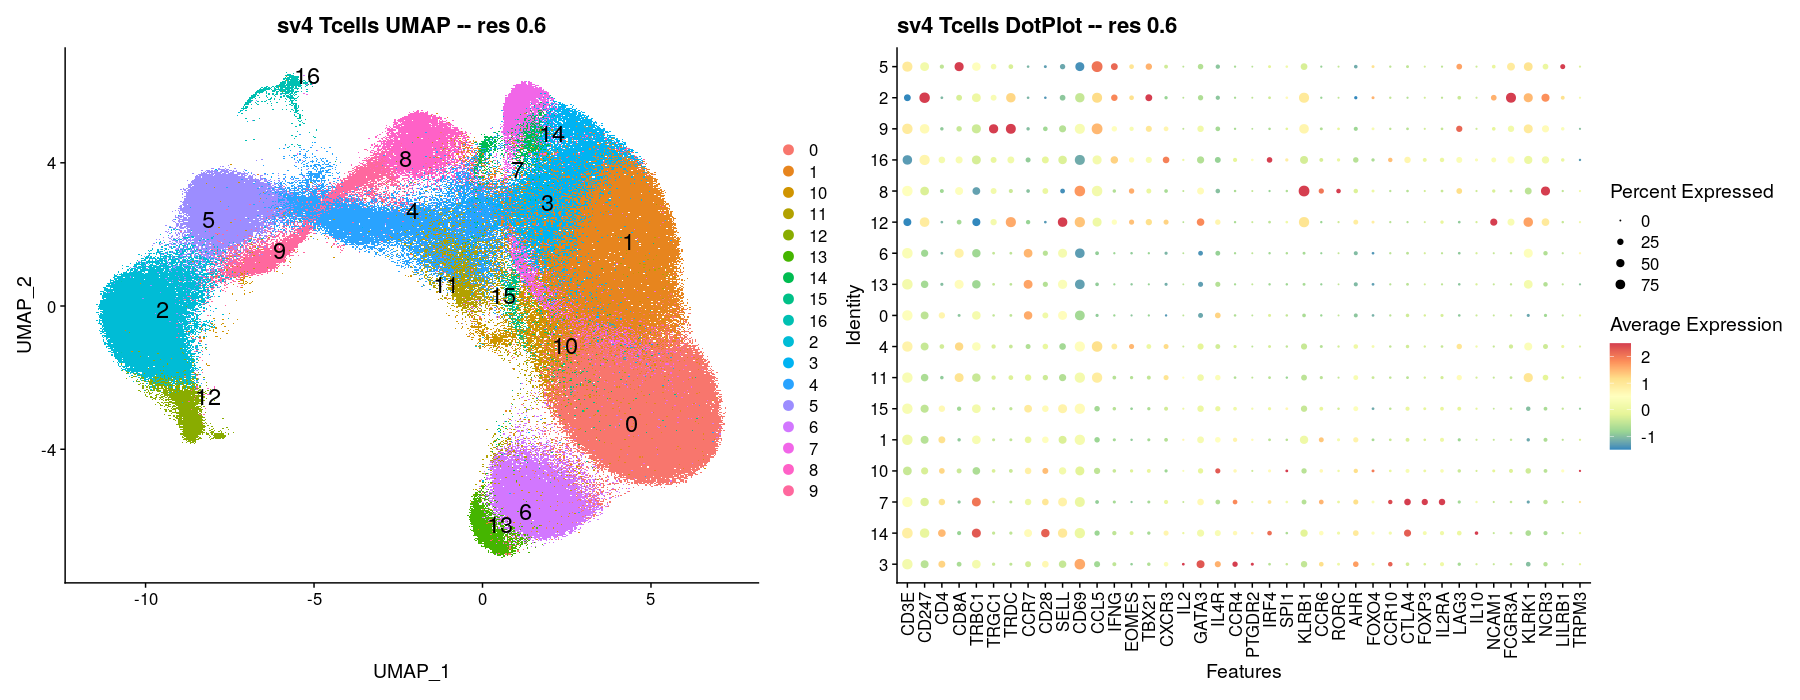 sv4 Tcells UMAP -- res 0.6
16
8
14
7
5
4
3
9
1
11
15
2
10
12
0
6
13
4
0
-4
-10
-5
0
5
UMAP_1
UMAP_2
0
1
10
11
12
13
14
15
16
2
3
4
5
6
7
8
9
sv4 Tcells DotPlot -- res 0.6
Identity
5
2
9
16
8
12
6
13
0
4
11
15
1
10
7
14
3
CD3E
CD247
CD4
CD8A
TRBC1
TRGC1
TRDC
CCR7
CD28
SELL
CD69
CCL5
IFNG
EOMES
TBX21
CXCR3
IL2
GATA3
IL4R
CCR4
PTGDR2
IRF4
SPI1
KLRB1
CCR6
RORC
AHR
FOXO4
CCR10
CTLA4
FOXP3
IL2RA
LAG3
IL10
NCAM1
FCGR3A
KLRK1
NCR3
LILRB1
TRPM3
Features
Percent Expressed
0
25
50
75
Average Expression
2
1
0
-1